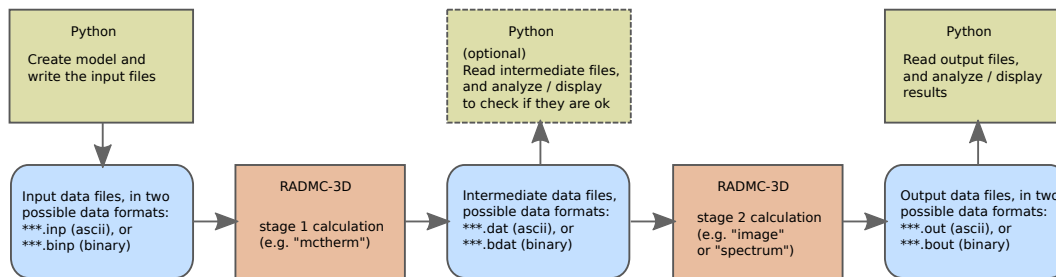 Python
Create model and
write the input files
Python
(optional)
Read intermediate files,
and analyze / display
to check if they are ok
Python
Read output files,
and analyze / display
results
Input data files, in two
possible data formats:
***.inp (ascii), or
***.binp (binary)
RADMC-3D
stage 1 calculation
(e.g. "mctherm")
Intermediate data files,
possible data formats:
***.dat (ascii), or
***.bdat (binary)
RADMC-3D
stage 2 calculation
(e.g. "image"
or "spectrum")
Output data files, in two
possible data formats:
***.out (ascii), or
***.bout (binary)